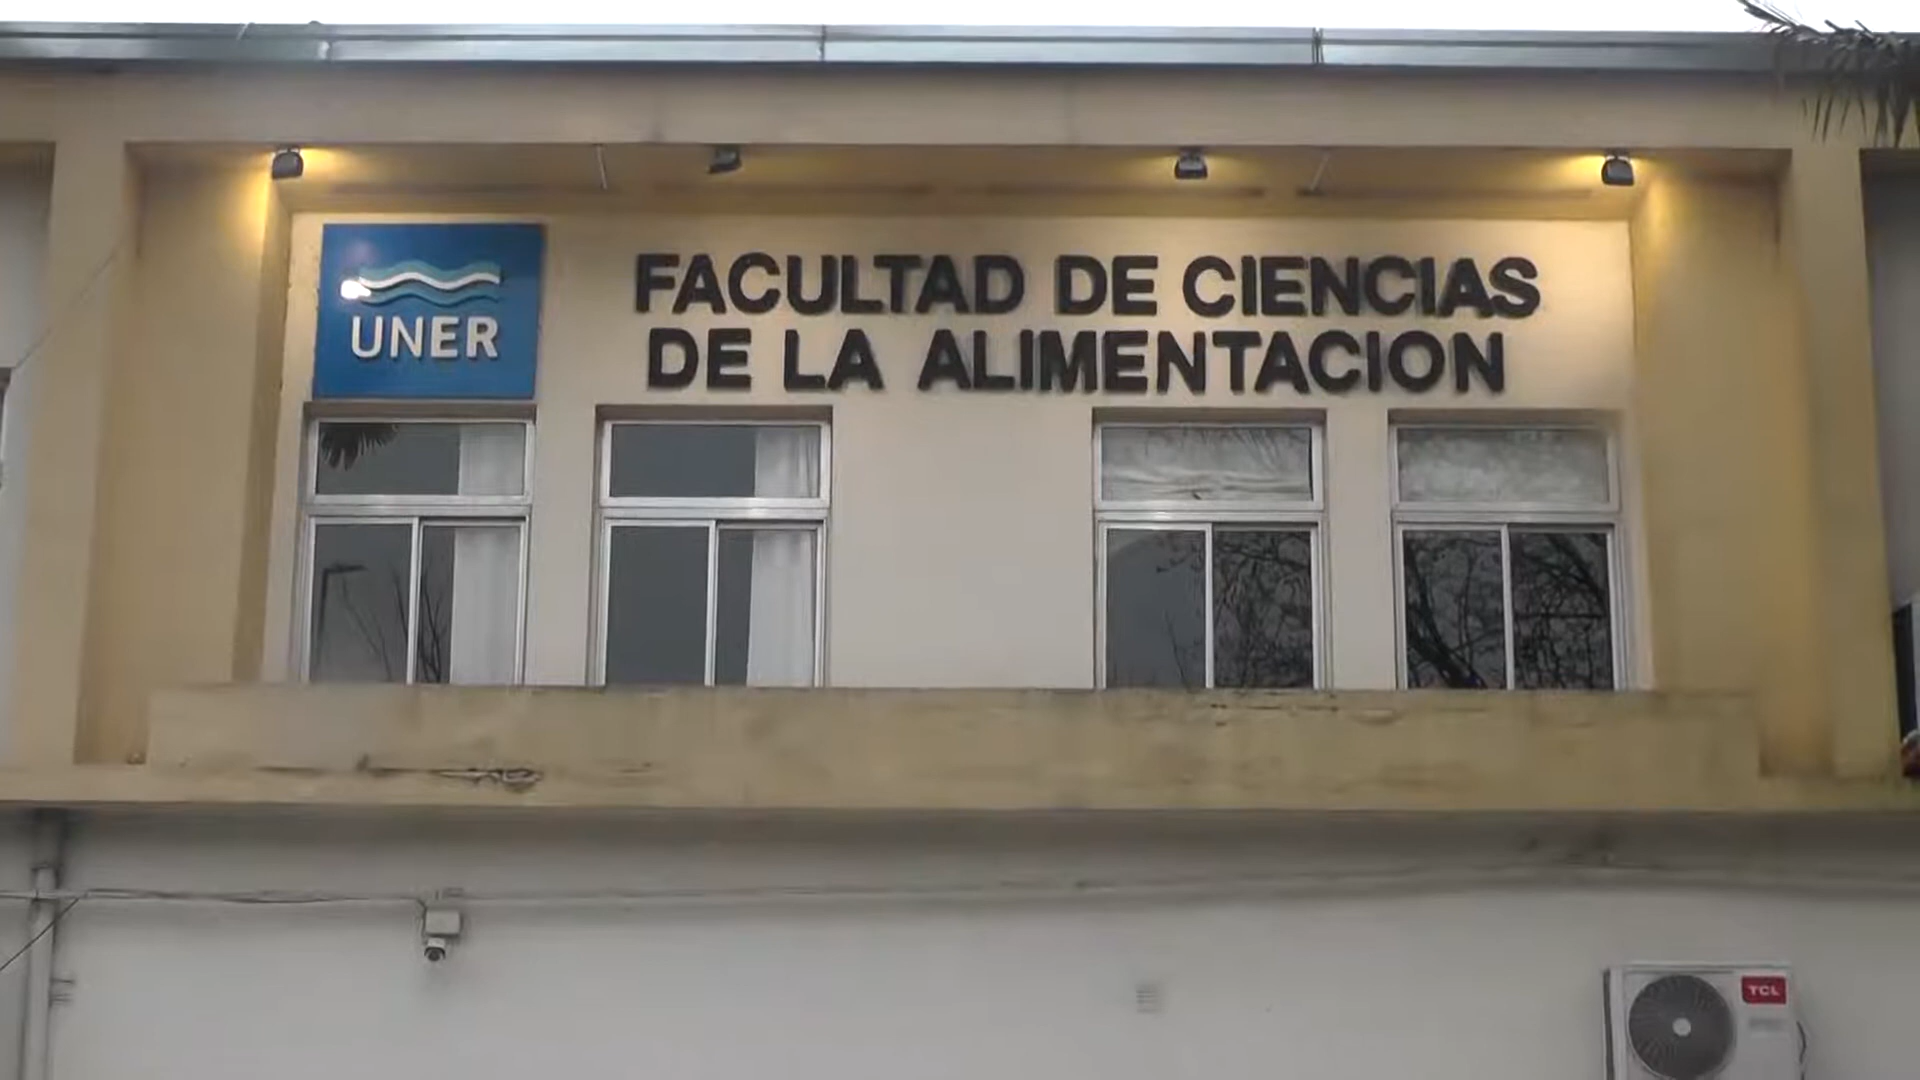 UNER
FACULTAD DE CIENCIAS
DE LA ALIMENTACION
TCL